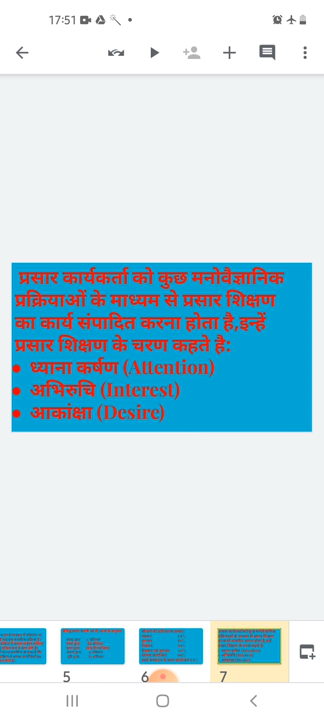 17:51
प्रसार कार्यकर्ता को कुछ मनोवैज्ञानिक
प्रक्रियाओं के माध्यम से प्रसार शिक्षण
का कार्य संपादित करना होता है,इन्हें
प्रसार शिक्षण के चरण कहते है:
● ध्याना कर्षण (Attention)
● अभिरुचि (Interest)
● आकांक्षा (Desire)
5
6
7